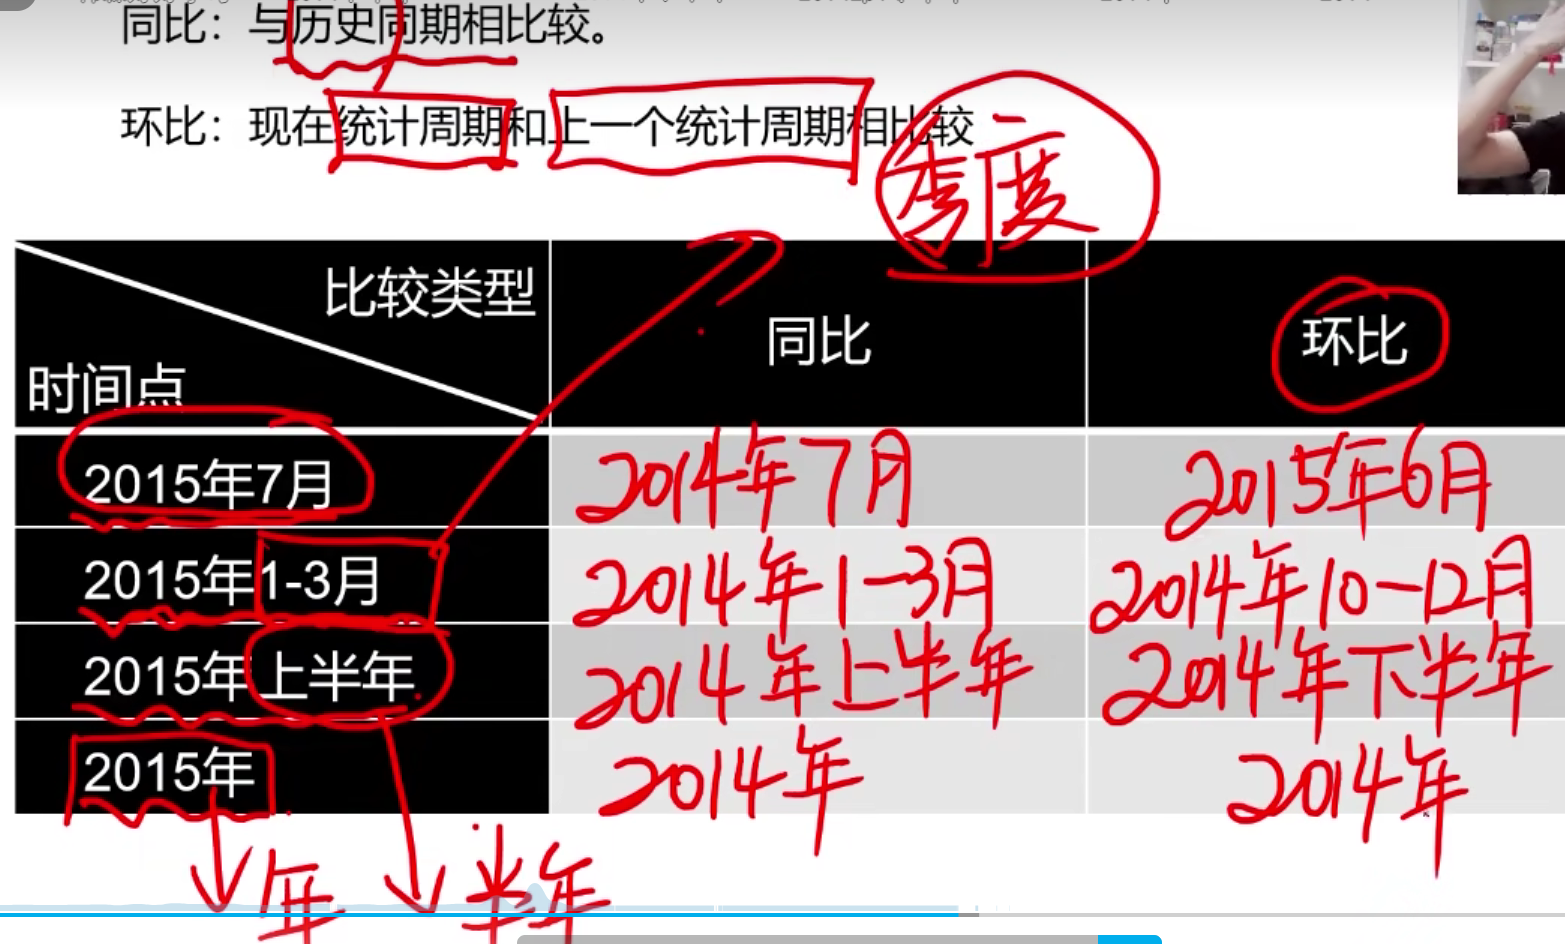 同比：与历史同期相比较。
环比：现在统计周期和上一个统计周期相比较
季度
比较类型
时间点
同比
环比
2015年7月
2014年7月
2015年6月
2015年1-3月
2014年1-3月
2014年10-12月
2015年上半年
2014年上半年
2014年下半年
2015年
2014年
2014年
年
半年